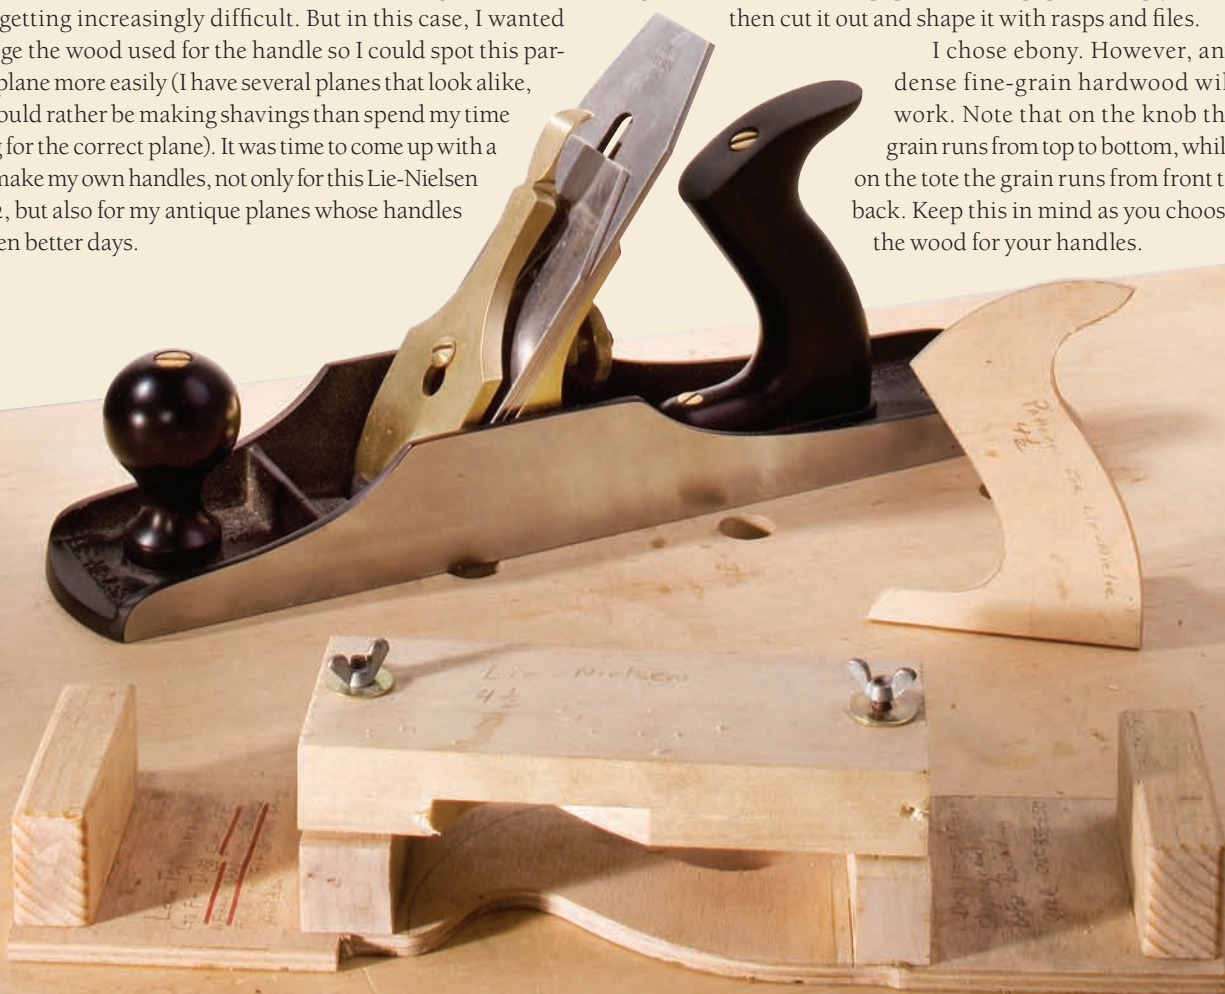 getting increasingly difficult. But in this case, I wanted
ge the wood used for the handle so I could spot this par-
plane more easily (I have several planes that look alike,
ould rather be making shavings than spend my time
g for the correct plane). It was time to come up with a
make my own handles, not only for this Lie-Nielsen
, but also for my antique planes whose handles
en better days.
then cut it out and shape it with rasps and files.
I chose ebony. However, an
dense fine-grain hardwood wil
work. Note that on the knob th
grain runs from top to bottom, whil
on the tote the grain runs from front t
back. Keep this in mind as you choos
the wood for your handles.
For Lie-Nielsen
Lie Nielsen
4½